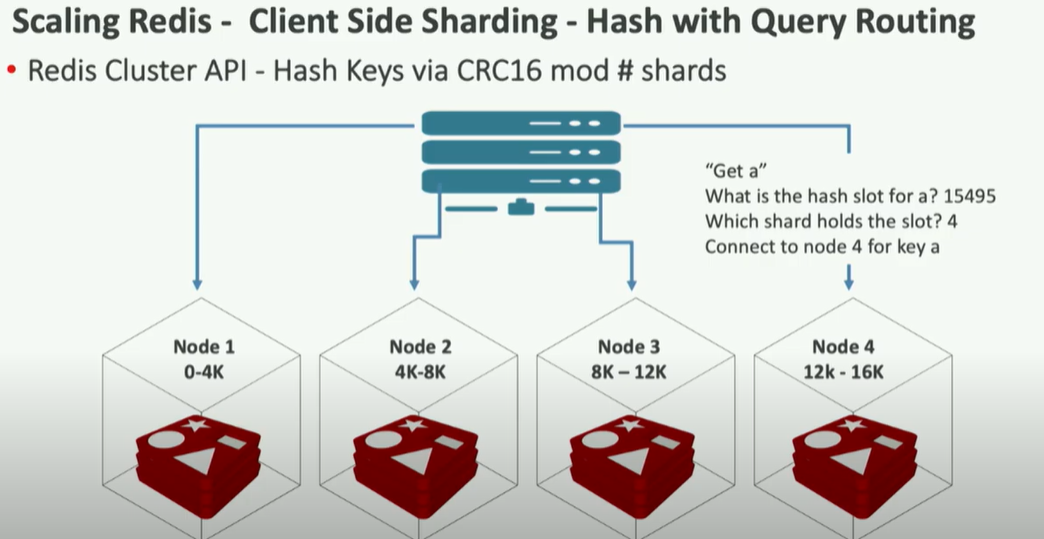 Scaling Redis - Client Side Sharding - Hash with Query Routing
• Redis Cluster API - Hash Keys via CRC16 mod # shards
“Get a”
What is the hash slot for a? 15495
Which shard holds the slot? 4
Connect to node 4 for key a
Node 1
0-4K
Node 2
4K-8K
Node 3
8K – 12K
Node 4
12k - 16K